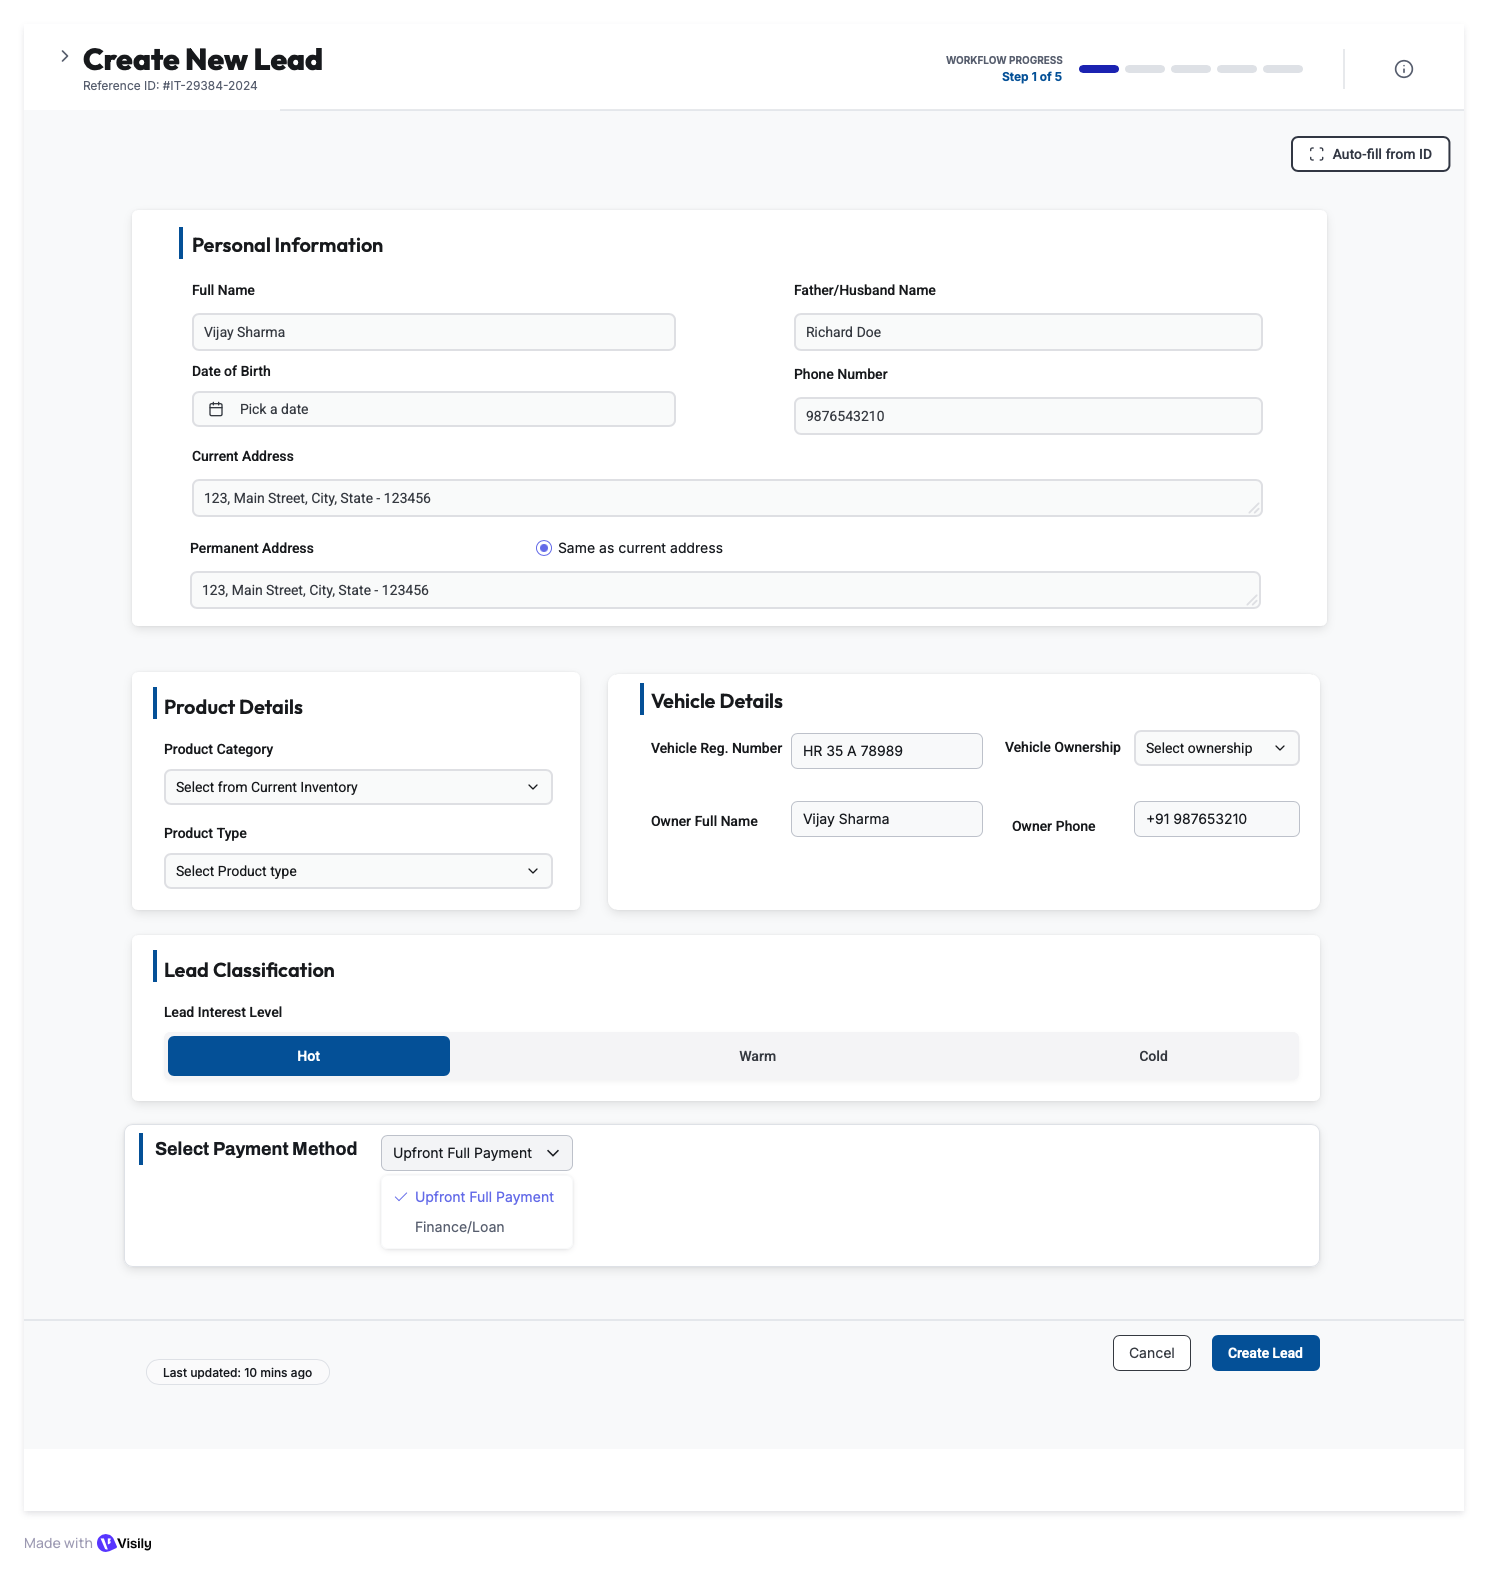 Create New Lead
Reference ID: #IT-29384-2024
WORKFLOW PROGRESS
Step 1 of 5
Auto-fill from ID
Personal Information
Full Name
Father/Husband Name
Vijay Sharma
Richard Doe
Date of Birth
Phone Number
Pick a date
9876543210
Current Address
123, Main Street, City, State - 123456
Permanent Address
Same as current address
123, Main Street, City, State - 123456
Product Details
Product Category
Select from Current Inventory
Product Type
Select Product type
Vehicle Details
Vehicle Reg. Number
HR 35 A 78989
Vehicle Ownership
Select ownership
Owner Full Name
Vijay Sharma
Owner Phone
+91 987653210
Lead Classification
Lead Interest Level
Hot
Warm
Cold
Select Payment Method
Upfront Full Payment
Upfront Full Payment
Finance/Loan
Cancel
Create Lead
Last updated: 10 mins ago
Made with Visily